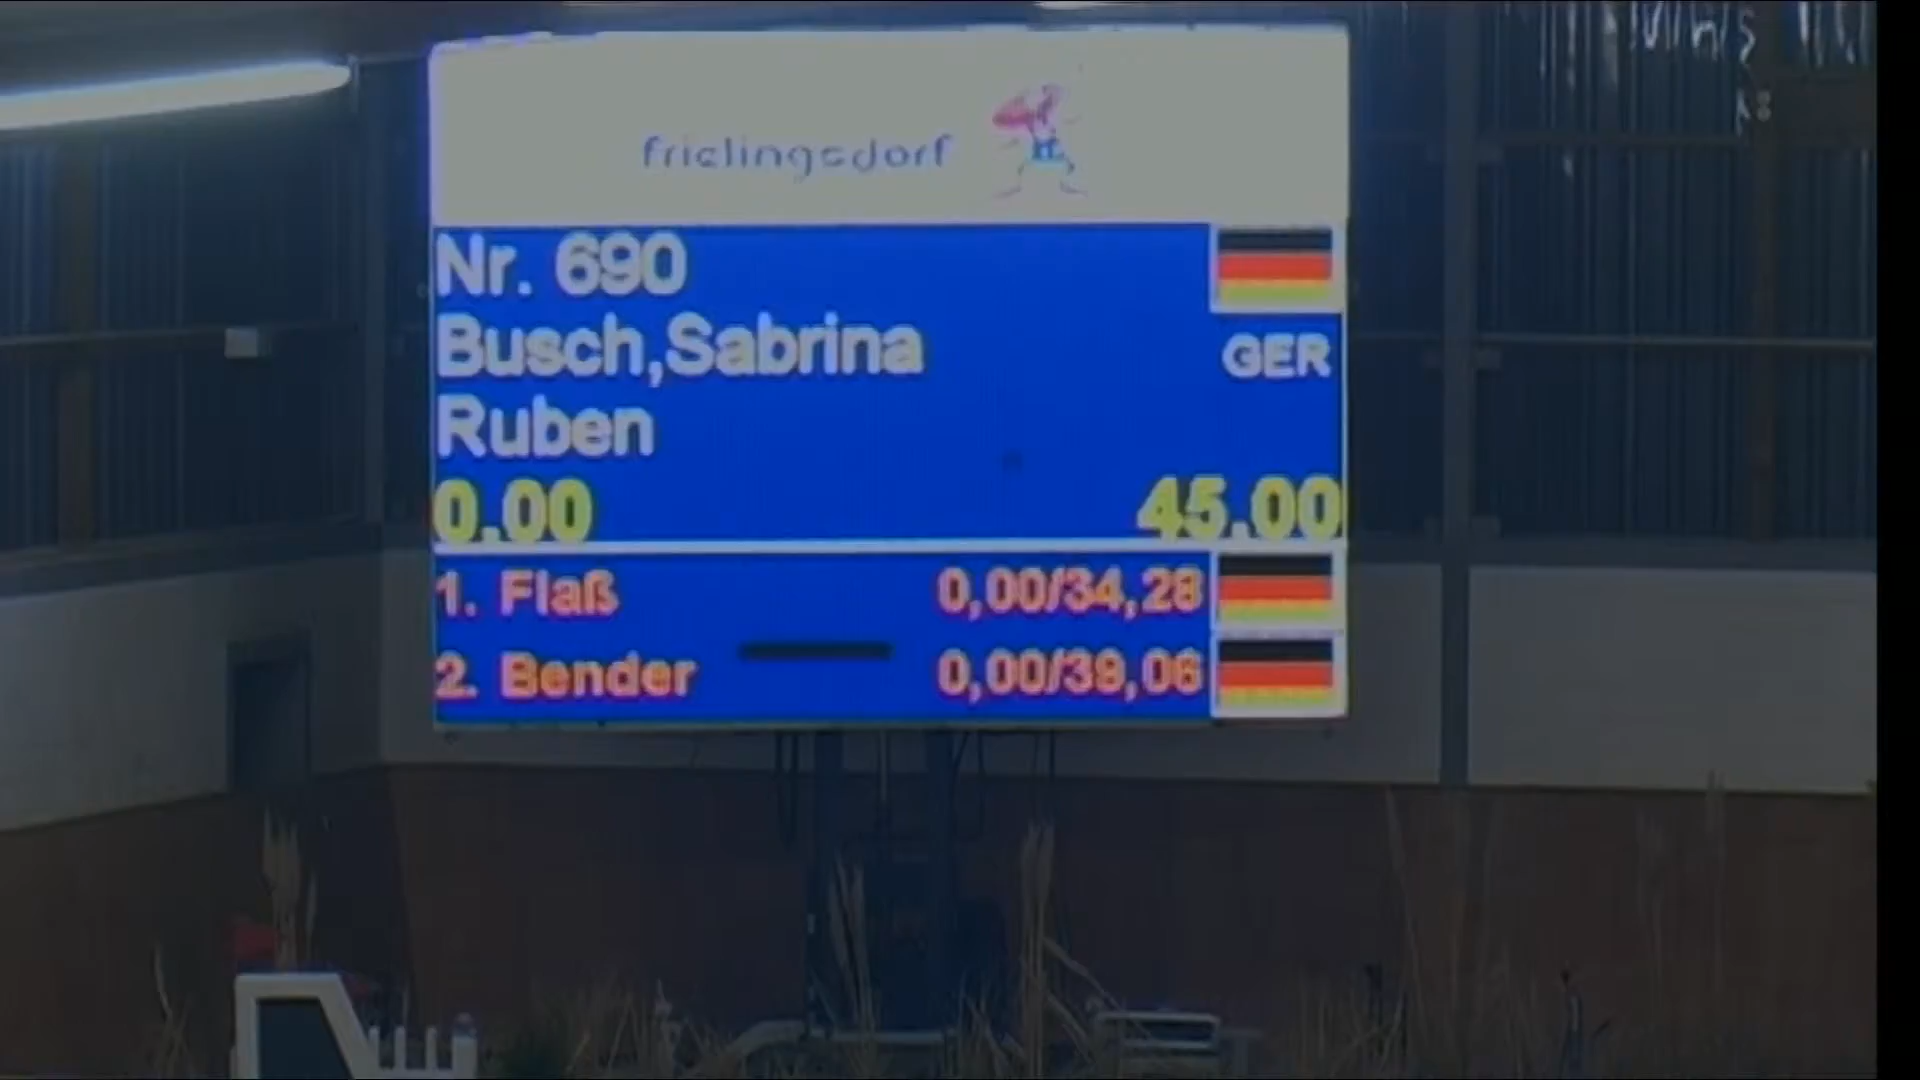 frielingsdorf
Nr. 690
Busch,Sabrina GER
Ruben
0.00 45.00
1. Flaß 0,00/34,28
2. Bender 0,00/39,06